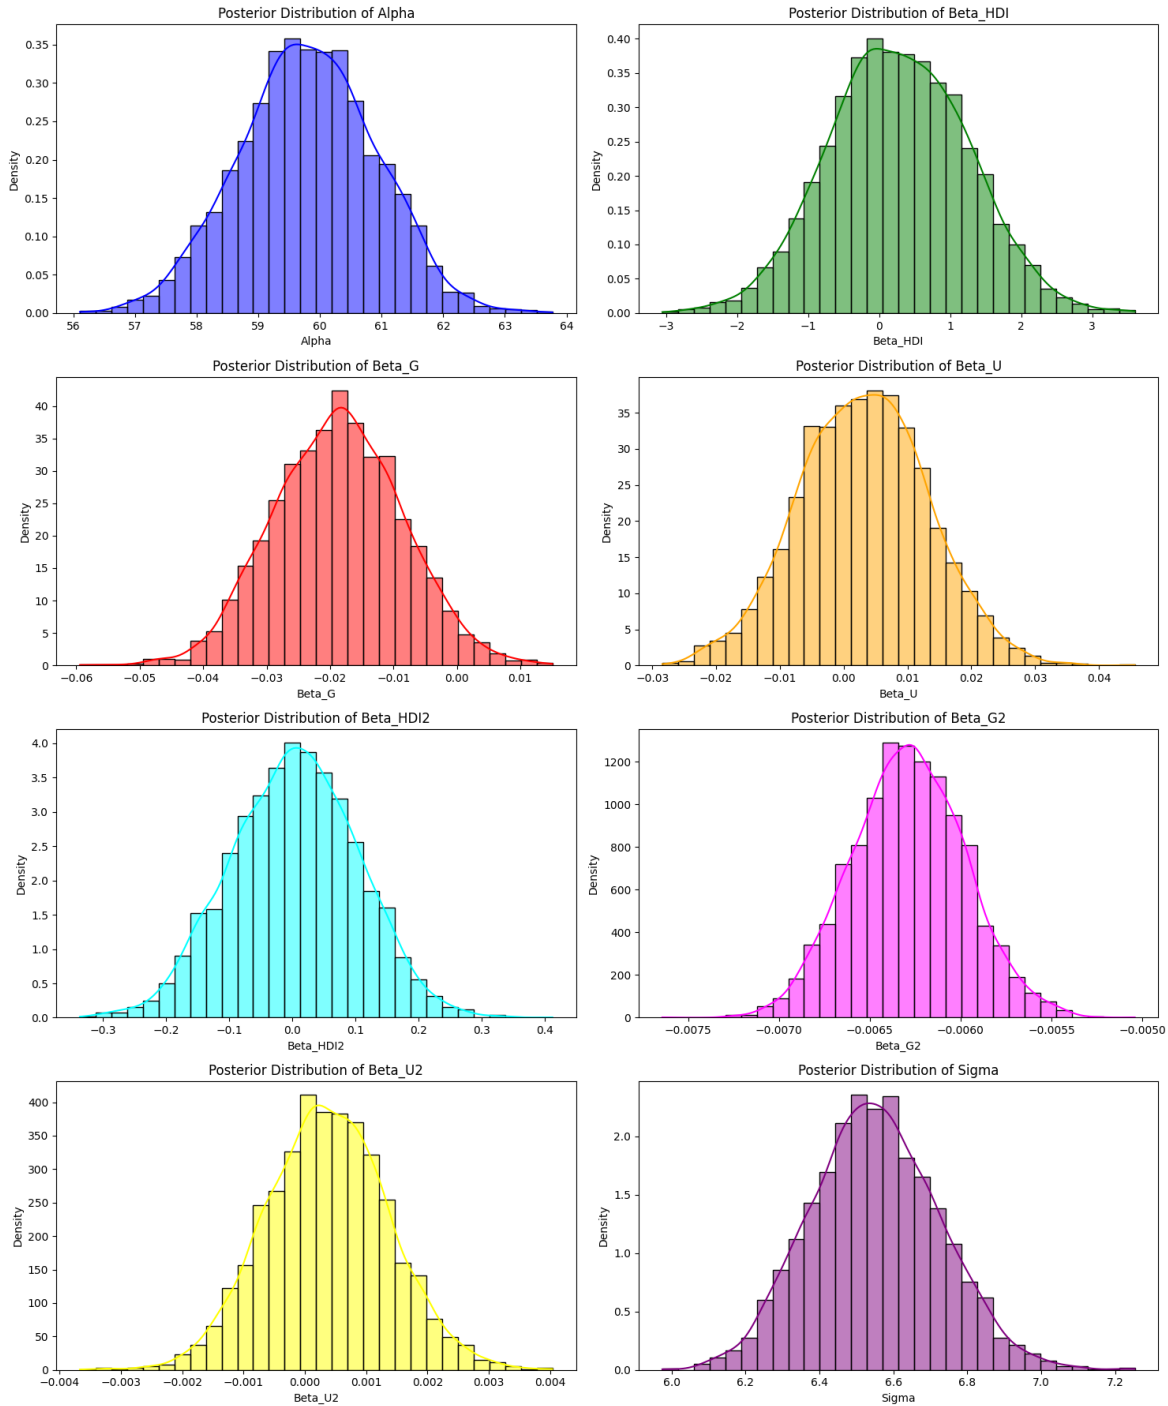 Posterior Distribution of Alpha
Density
0.35
0.30
0.25
0.20
0.15
0.10
0.05
0.00
56 57 58 59 60 61 62 63 64
Alpha
Posterior Distribution of Beta_HDI
Density
0.40
0.35
0.30
0.25
0.20
0.15
0.10
0.05
0.00
−3 −2 −1 0 1 2 3
Beta_HDI
Posterior Distribution of Beta_G
Density
40
35
30
25
20
15
10
5
0
−0.06 −0.05 −0.04 −0.03 −0.02 −0.01 0.00 0.01
Beta_G
Posterior Distribution of Beta_U
Density
35
30
25
20
15
10
5
0
−0.03 −0.02 −0.01 0.00 0.01 0.02 0.03 0.04
Beta_U
Posterior Distribution of Beta_HDI2
Density
4.0
3.5
3.0
2.5
2.0
1.5
1.0
0.5
0.0
−0.3 −0.2 −0.1 0.0 0.1 0.2 0.3 0.4
Beta_HDI2
Posterior Distribution of Beta_G2
Density
1200
1000
800
600
400
200
0
−0.0075 −0.0070 −0.0065 −0.0060 −0.0055 −0.0050
Beta_G2
Posterior Distribution of Beta_U2
Density
400
350
300
250
200
150
100
50
0
−0.004 −0.003 −0.002 −0.001 0.000 0.001 0.002 0.003 0.004
Beta_U2
Posterior Distribution of Sigma
Density
2.0
1.5
1.0
0.5
0.0
6.0 6.2 6.4 6.6 6.8 7.0 7.2
Sigma